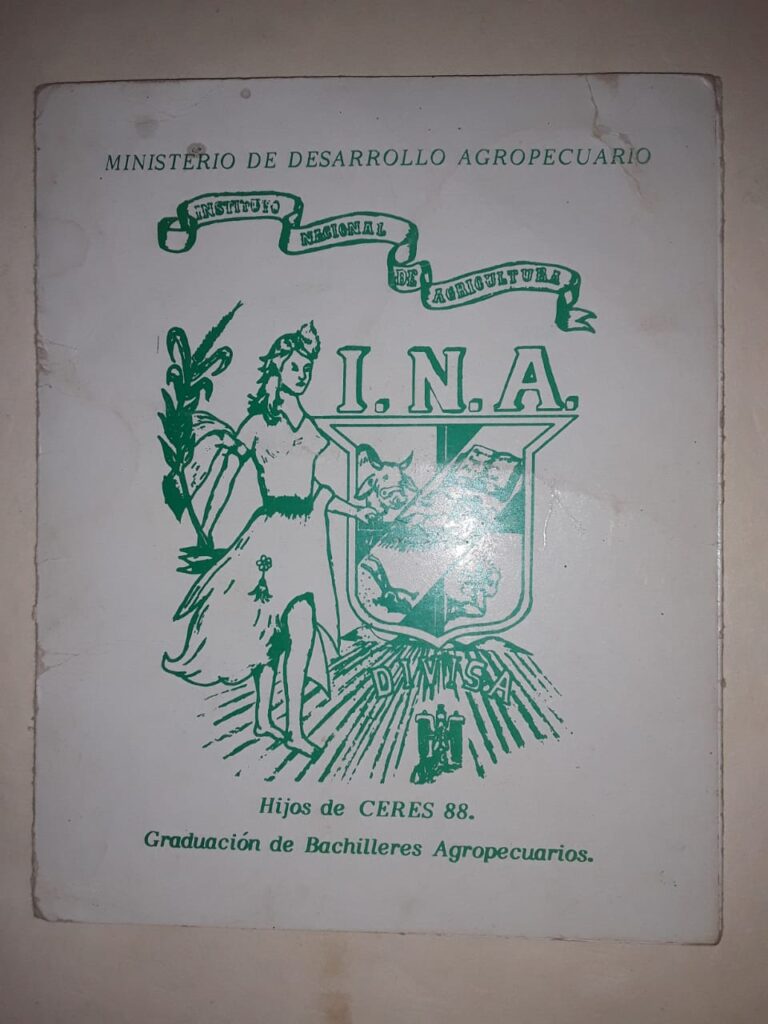 MINISTERIO DE DESARROLLO AGROPECUARIO
INSTITUTO
NACIONAL
DE
AGRICULTURA
I.N.A.
DIVISA
Hijos de CERES 88.
Graduación de Bachilleres Agropecuarios.